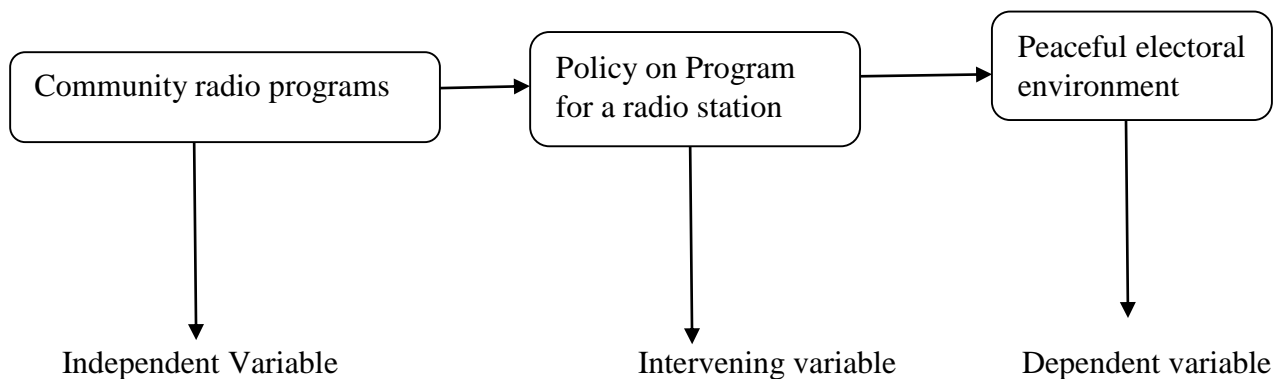 Community radio programs
Policy on Program
for a radio station
Peaceful electoral
environment
Independent Variable
Intervening variable
Dependent variable